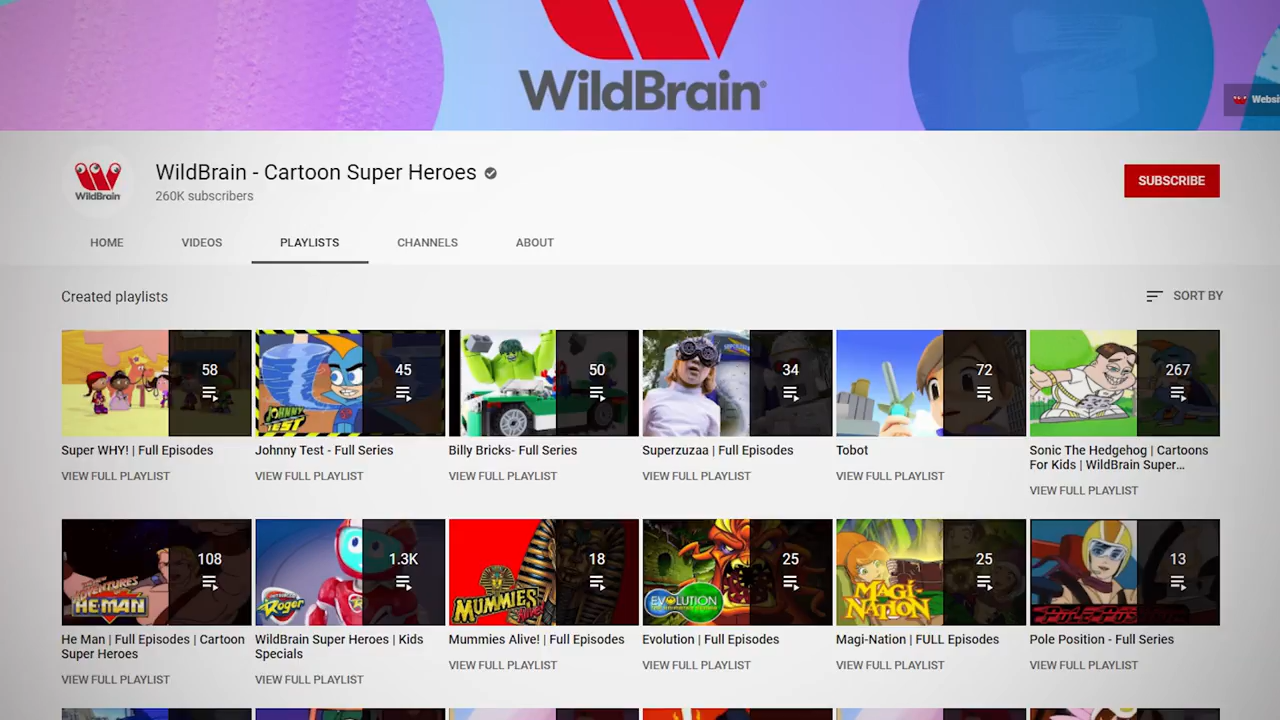 WildBrain
Websi
WildBrain
WildBrain - Cartoon Super Heroes
260K subscribers
SUBSCRIBE
HOME
VIDEOS
PLAYLISTS
CHANNELS
ABOUT
Created playlists
SORT BY
58
45
50
34
72
267
JOHNNY TEST
Super WHY! | Full Episodes
Johnny Test - Full Series
Billy Bricks- Full Series
Superzuzaa | Full Episodes
Tobot
Sonic The Hedgehog | Cartoons
For Kids | WildBrain Super...
VIEW FULL PLAYLIST
VIEW FULL PLAYLIST
VIEW FULL PLAYLIST
VIEW FULL PLAYLIST
VIEW FULL PLAYLIST
VIEW FULL PLAYLIST
108
1.3K
18
25
25
13
ADVENTURES
HE-MAN
Roger
MUMMIES
Alive!
EVOLUTION
MAGI-
NATION
POLE POS
He Man | Full Episodes | Cartoon
Super Heroes
WildBrain Super Heroes | Kids
Specials
Mummies Alive! | Full Episodes
Evolution | Full Episodes
Magi-Nation | FULL Episodes
Pole Position - Full Series
VIEW FULL PLAYLIST
VIEW FULL PLAYLIST
VIEW FULL PLAYLIST
VIEW FULL PLAYLIST
VIEW FULL PLAYLIST
VIEW FULL PLAYLIST